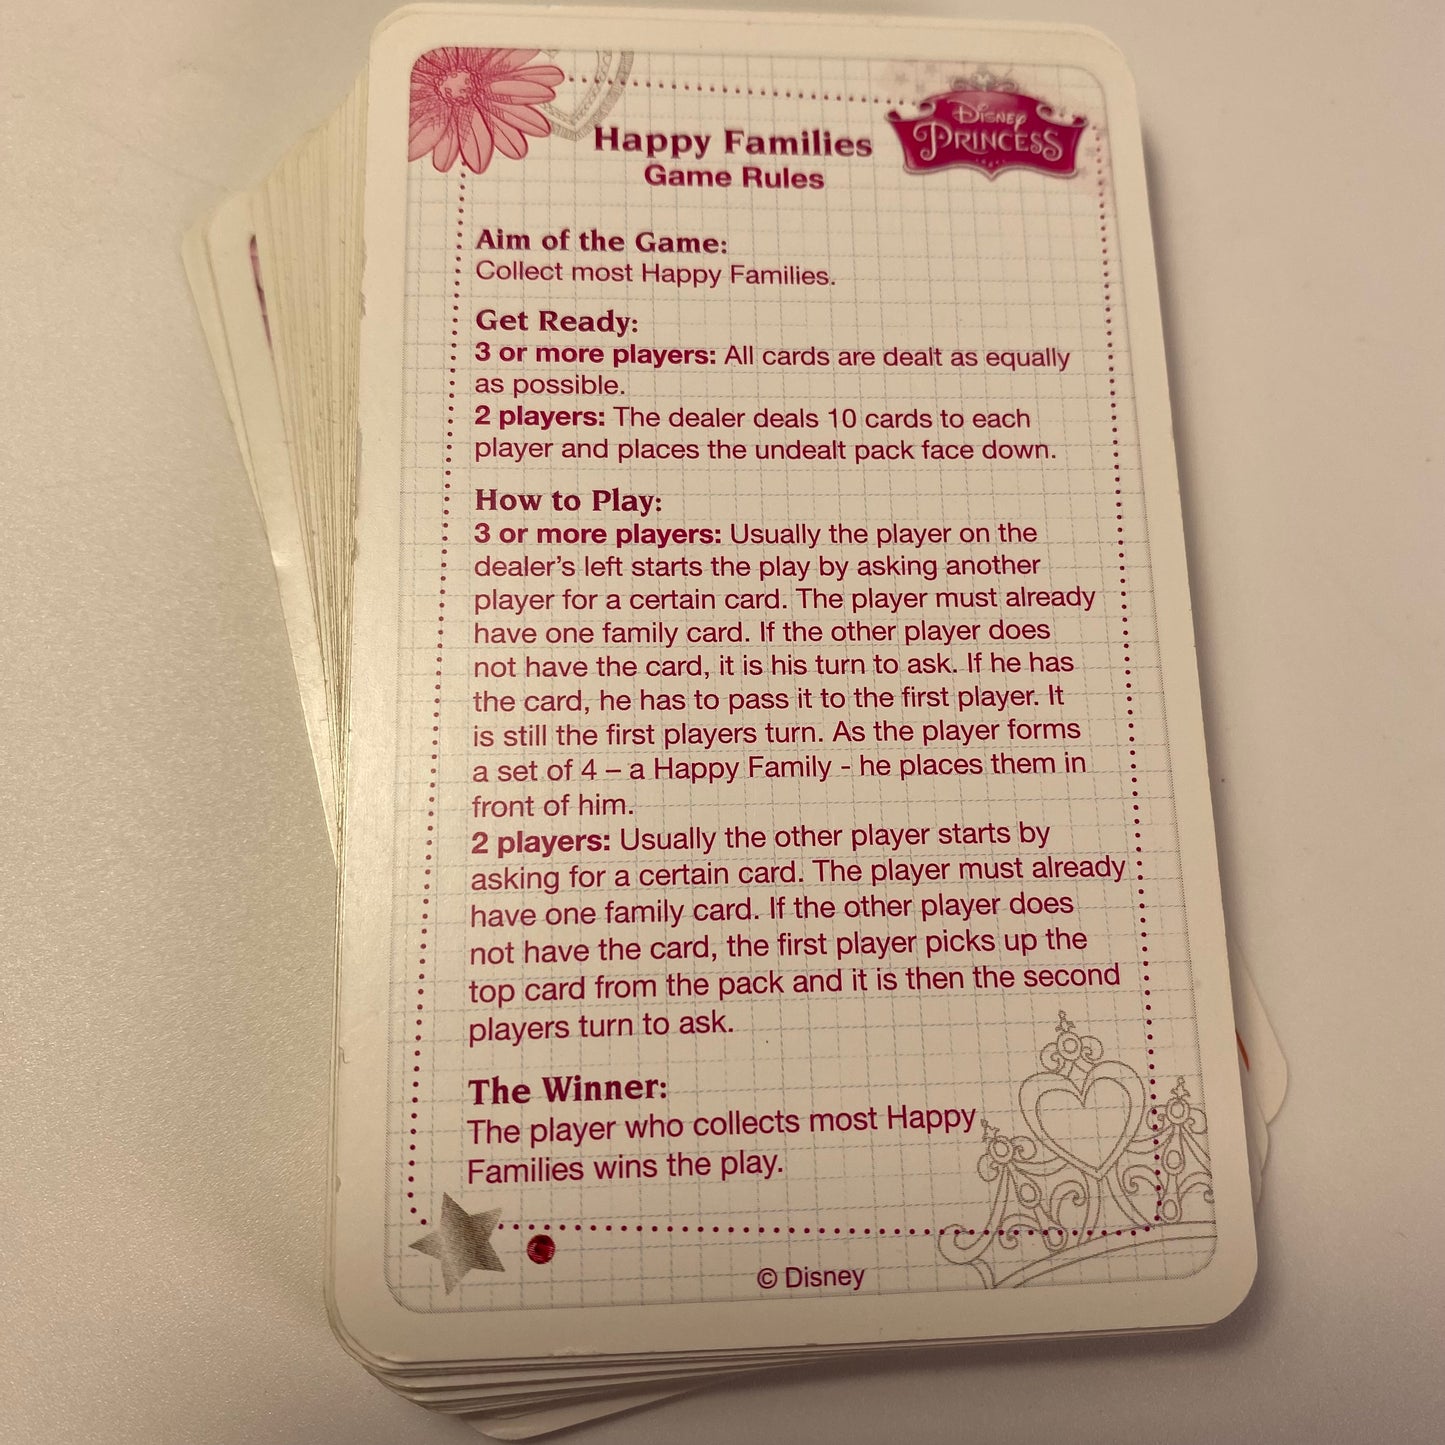 Disney
Princess
Happy Families
Game Rules
Aim of the Game:
Collect most Happy Families.
Get Ready:
3 or more players: All cards are dealt as equally
as possible.
2 players: The dealer deals 10 cards to each
player and places the undealt pack face down.
How to Play:
3 or more players: Usually the player on the
dealer’s left starts the play by asking another
player for a certain card. The player must already
have one family card. If the other player does
not have the card, it is his turn to ask. If he has
the card, he has to pass it to the first player. It
is still the first players turn. As the player forms
a set of 4 – a Happy Family - he places them in
front of him.
2 players: Usually the other player starts by
asking for a certain card. The player must already
have one family card. If the other player does
not have the card, the first player picks up the
top card from the pack and it is then the second
players turn to ask.
The Winner:
The player who collects most Happy
Families wins the play.
© Disney